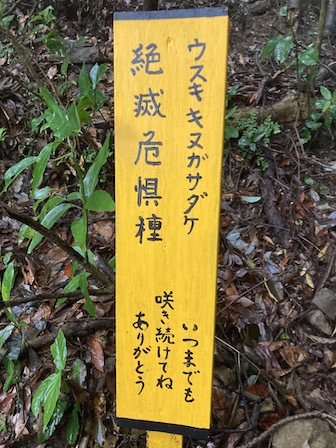 ウスキキヌガサダケ
絶滅危惧種
いつまでも
咲き続けてね
ありがとう